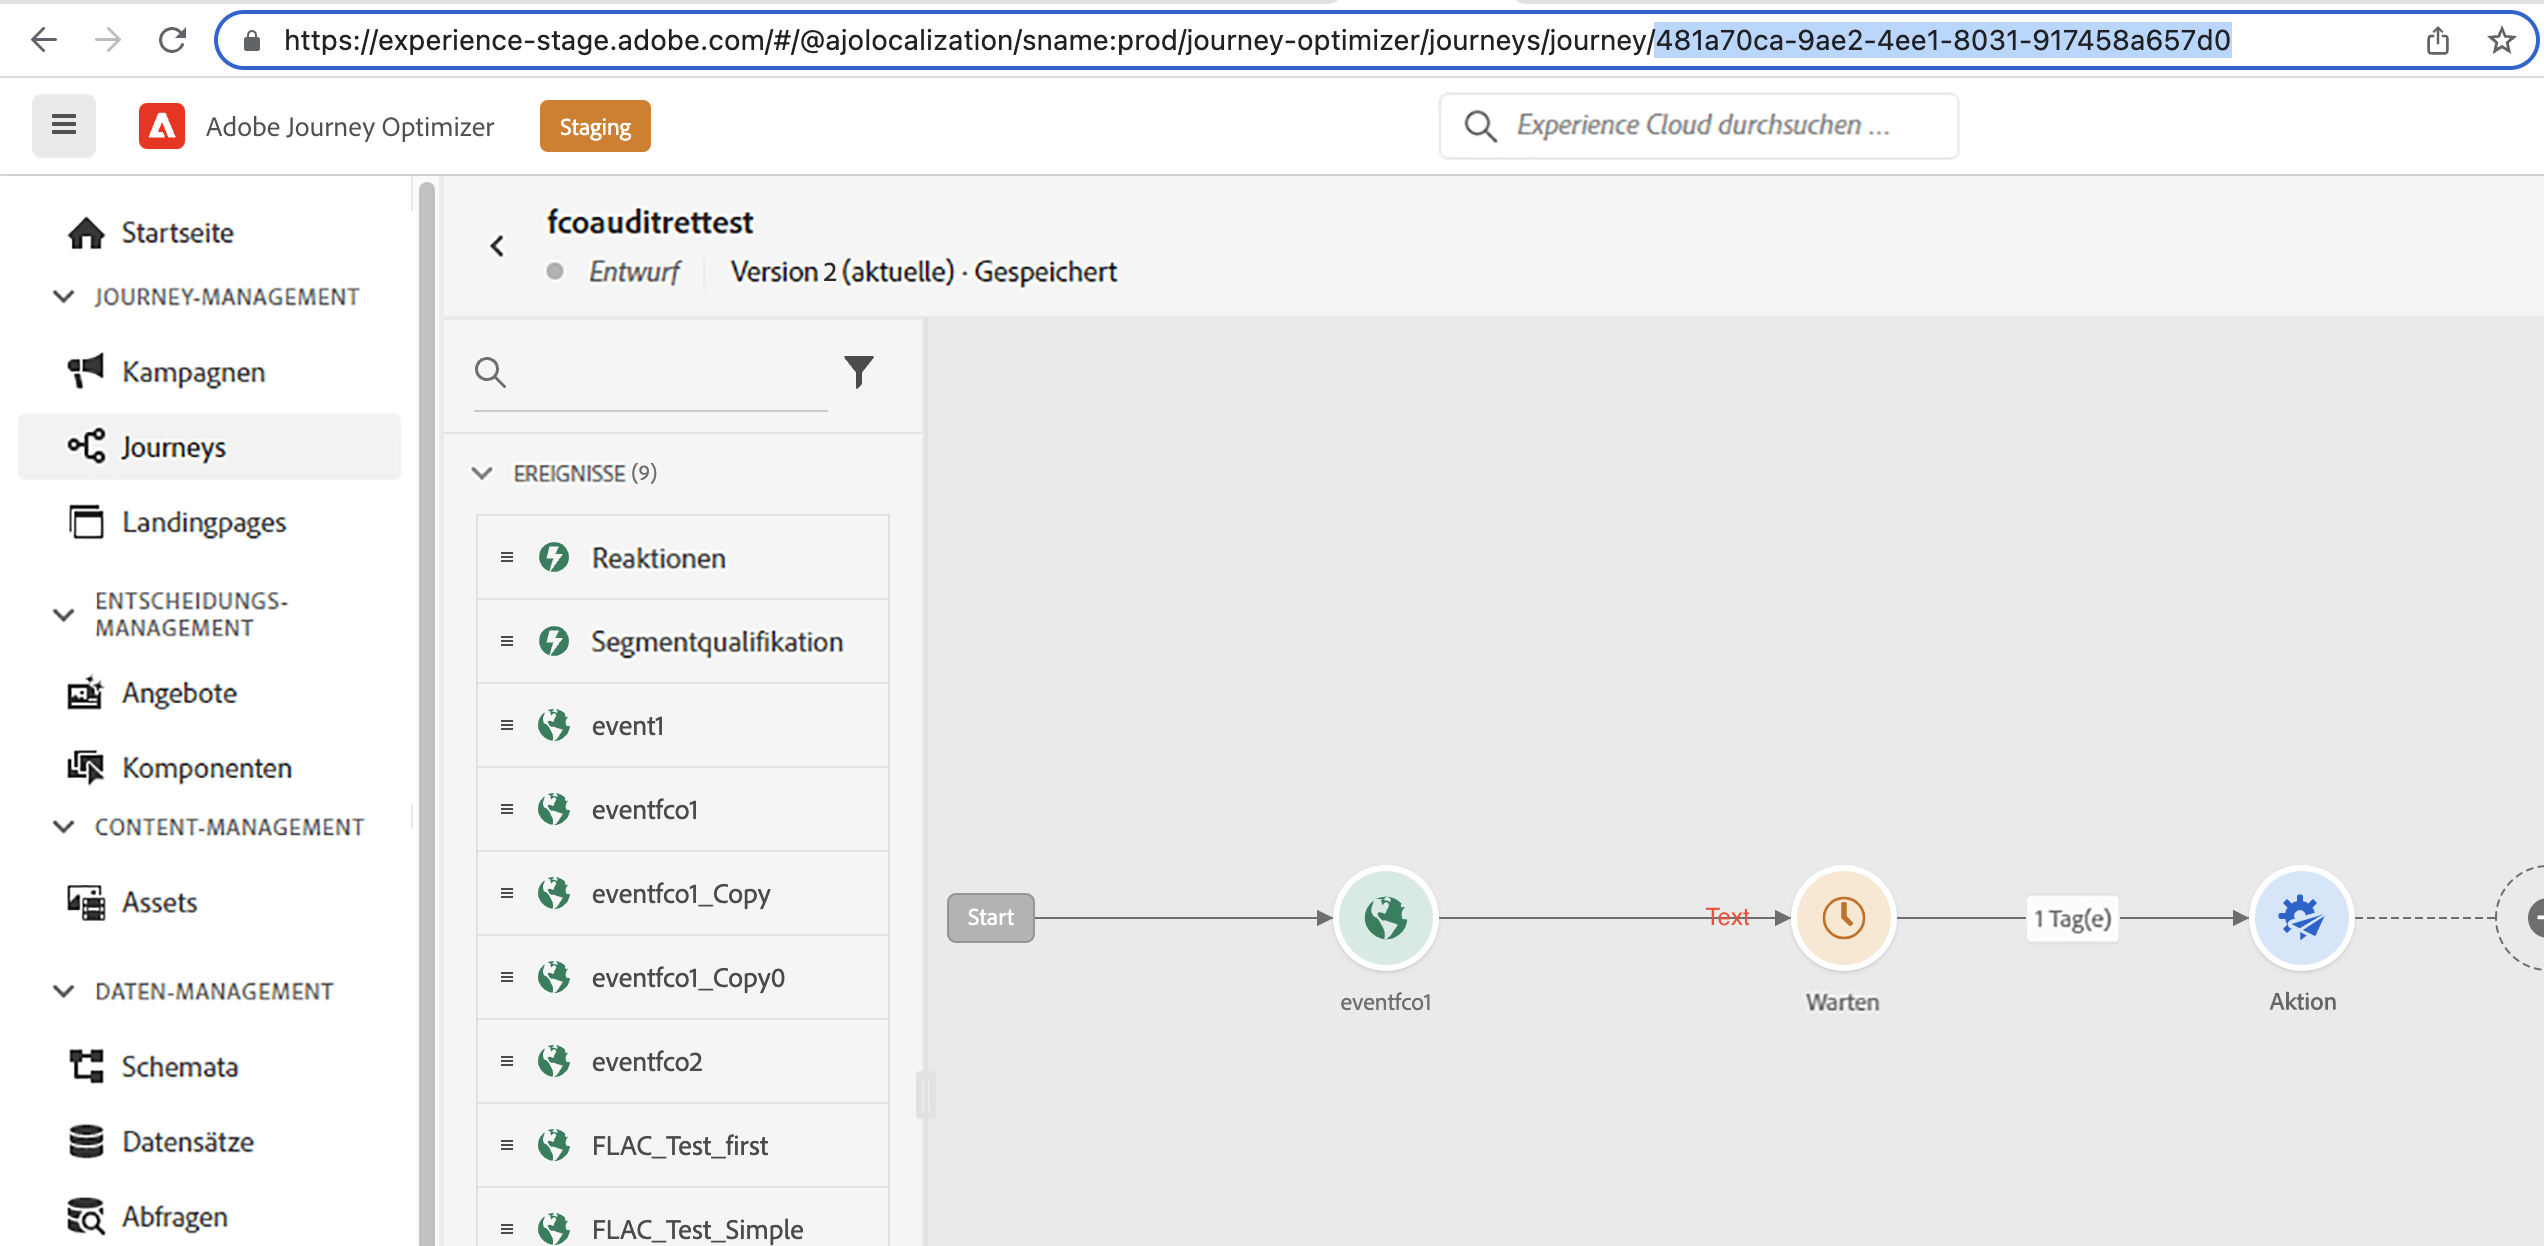 https://experience-stage.adobe.com/#/@ajolocalization/sname:prod/journey-optimizer/journeys/journey/481a70ca-9ae2-4ee1-8031-917458a657d0
Adobe Journey Optimizer
Staging
Experience Cloud durchsuchen ...
Startseite
JOURNEY-MANAGEMENT
Kampagnen
Journeys
Landingpages
ENTSCHEIDUNGS-
MANAGEMENT
Angebote
Komponenten
CONTENT-MANAGEMENT
Assets
DATEN-MANAGEMENT
Schemata
Datensätze
Abfragen
fcoauditrettest
Entwurf
Version 2 (aktuelle) · Gespeichert
EREIGNISSE (9)
Reaktionen
Segmentqualifikation
event1
eventfco1
eventfco1_Copy
eventfco1_Copy0
eventfco2
FLAC_Test_first
FLAC_Test_Simple
Start
eventfco1
Text
Warten
1 Tag(e)
Aktion